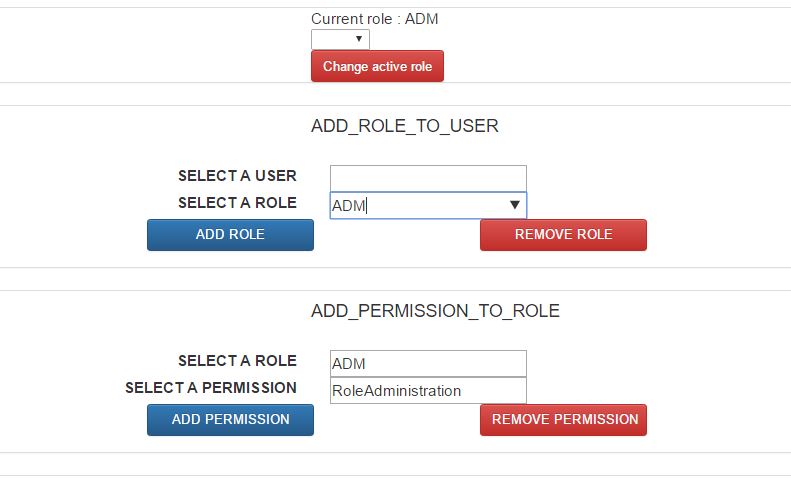 Current role : ADM
Change active role
ADD_ROLE_TO_USER
SELECT A USER
SELECT A ROLE ADM
ADD ROLE REMOVE ROLE
ADD_PERMISSION_TO_ROLE
SELECT A ROLE ADM
SELECT A PERMISSION RoleAdministration
ADD PERMISSION REMOVE PERMISSION